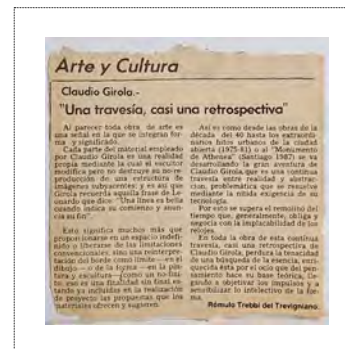 Arte y Cultura
Claudio Girola.-
"Una travesía, casi una retrospectiva"
Al parecer toda obra de arte es
una señal en la que se integran for-
ma y significado.
Cada parte del material empleado
por Claudio Girola es una realidad
propia mediante la cual el escultor
modifica pero no destruye su no-re-
producción de una estructura de
imágenes subyacentes; y es así que
Girola recuerda aquella frase de Leo-
nardo que dice: "Una línea es bella
cuando indica su comienzo y anun-
cia su fin".
Esto significa mucho más que
proporcionarse en un espacio indefi-
nido o liberarse de las limitaciones
convencionales, sino una reinterpre-
tación del borde como límite —en el
dibujo— o de la forma —en la pin-
tura y escultura— como un no-lími-
te; eso es una finalidad sin final es-
tando ya incluidas en la realización
de proyecto las propuestas que los
materiales ofrecen y sugieren.
Así es como desde las obras de la
década del 40 hasta los extraordi-
narios hitos urbanos de la ciudad
abierta (1975-81) o al "Monumento
de Athenea" (Santiago 1987) se va
desarrollando la gran aventura de
Claudio Girola, que es una continua
travesía entre realidad y abstrac-
ción, problemática que se resuelve
mediante la nítida exigencia de su
tecnología.
Por esto se supera el remolino del
tiempo que, generalmente, obliga y
negocia con la implacabilidad de los
relojes.
En toda la obra de esta continua
travesía, casi una retrospectiva de
Claudio Girola, perdura la tenacidad
de una búsqueda de la esencia, enri-
quecida ésta por el ocio que del pen-
samiento hace su base teórica, lle-
gando a objetivar los impulsos y a
sensibilizar lo intelectivo de la for-
ma.
Rómulo Trebbi del Trevigiano